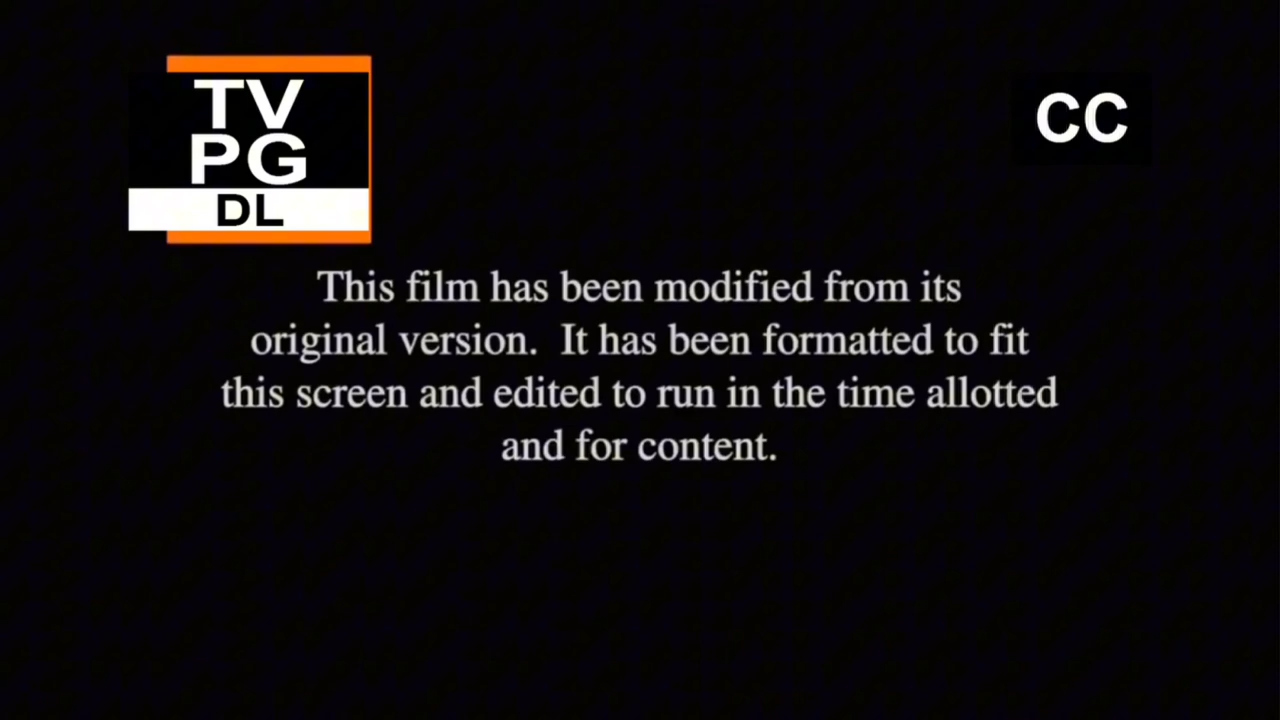 TV
PG
DL
CC
This film has been modified from its
original version.  It has been formatted to fit
this screen and edited to run in the time allotted
and for content.